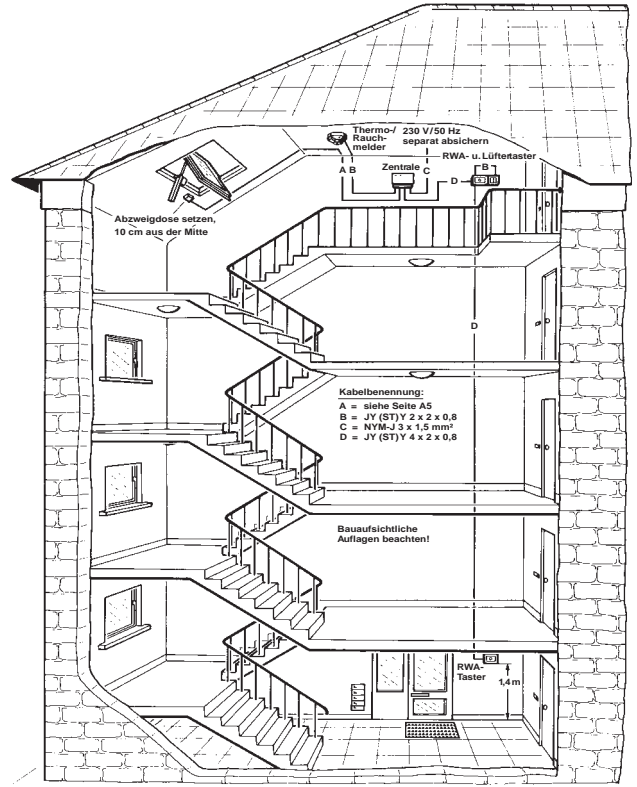 Thermo-/
Rauch-
melder
230 V/50 Hz
separat absichern
RWA- u. Lüftertaster
A B
Zentrale
C
D
B
Abzweigdose setzen,
10 cm aus der Mitte
D
Kabelbenennung:
A = siehe Seite A5
B = JY (ST) Y 2 x 2 x 0,8
C = NYM-J 3 x 1,5 mm²
D = JY (ST) Y 4 x 2 x 0,8
Bauaufsichtliche
Auflagen beachten!
D
RWA-
Taster
1,4 m